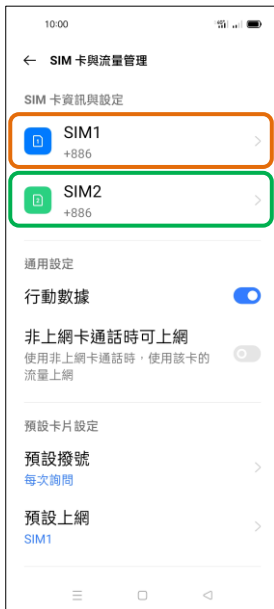 10:00
← SIM 卡與流量管理
SIM 卡資訊與設定
1
SIM1
+886
2
SIM2
+886
通用設定
行動數據
非上網卡通話時可上網
使用非上網卡通話時，使用該卡的
流量上網
預設卡片設定
預設撥號
每次詢問
預設上網
SIM1